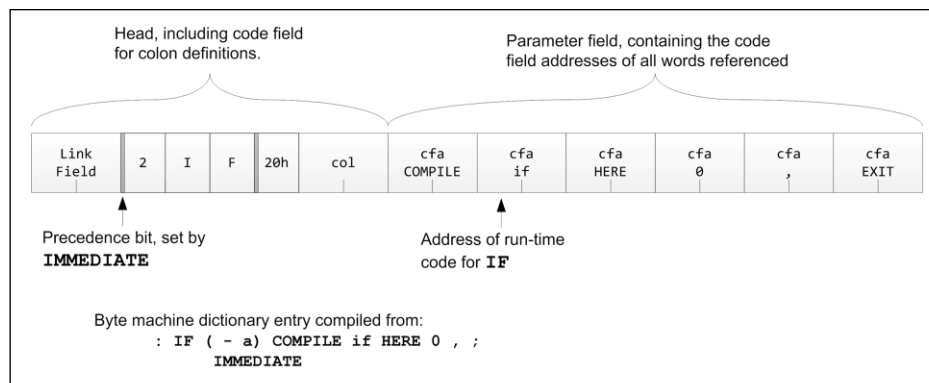 Head, including code field
for colon definitions.
Parameter field, containing the code
field addresses of all words referenced
Link
Field
2
I
F
20h
col
cfa
COMPILE
cfa
if
cfa
HERE
cfa
0
cfa
,
cfa
EXIT
Precedence bit, set by
IMMEDIATE
Address of run-time
code for IF
Byte machine dictionary entry compiled from:
: IF ( - a) COMPILE if HERE 0 , ;
IMMEDIATE